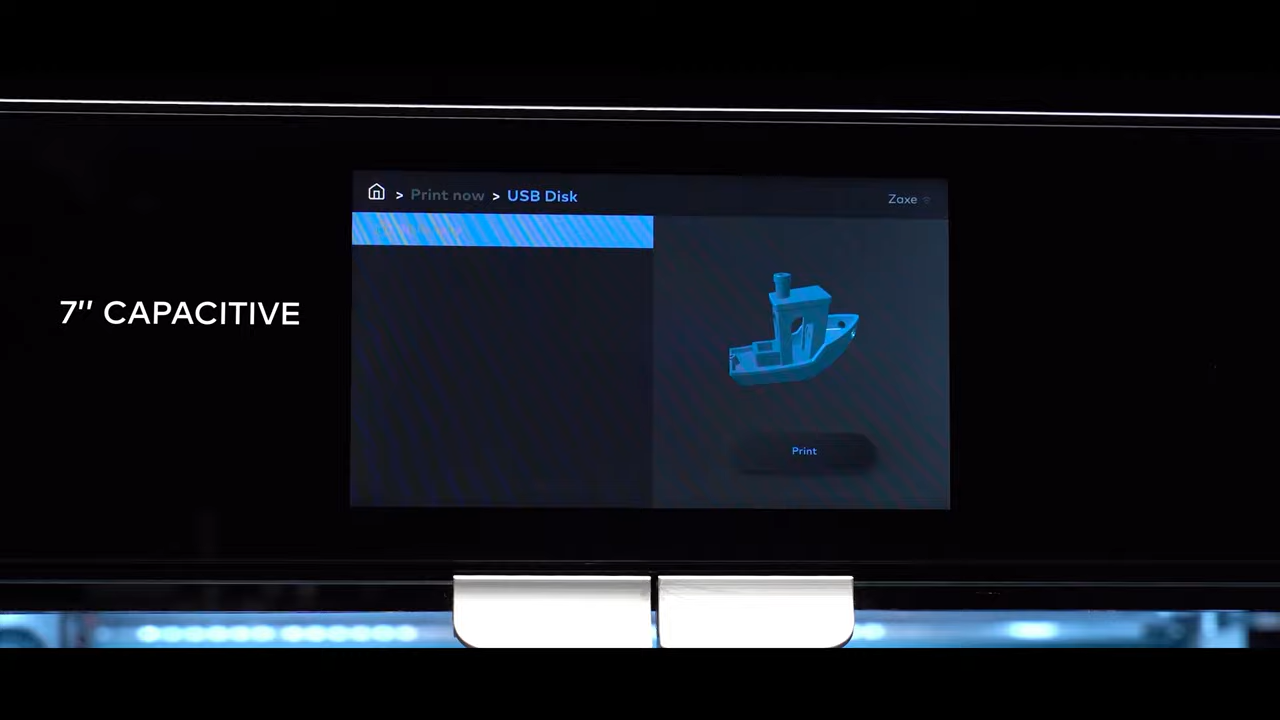 > Print now > USB Disk
Zaxe
7" CAPACITIVE
Print